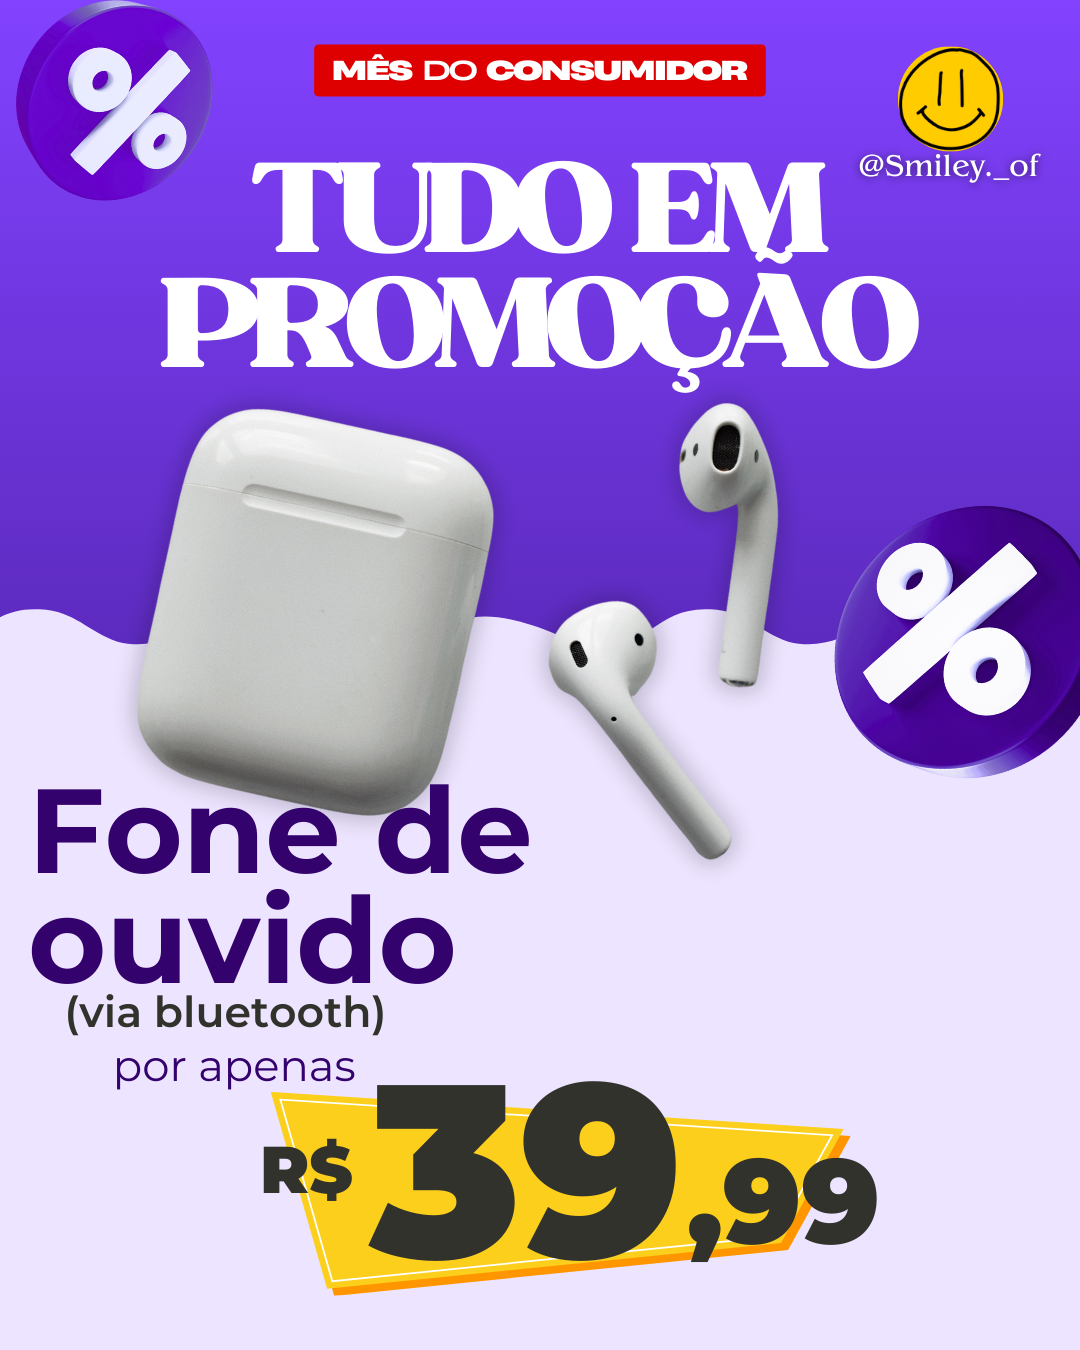 MÊS DO CONSUMIDOR
@Smiley._of
TUDO EM
PROMOÇÃO
Fone de
ouvido
(via bluetooth)
por apenas
R$ 39,99